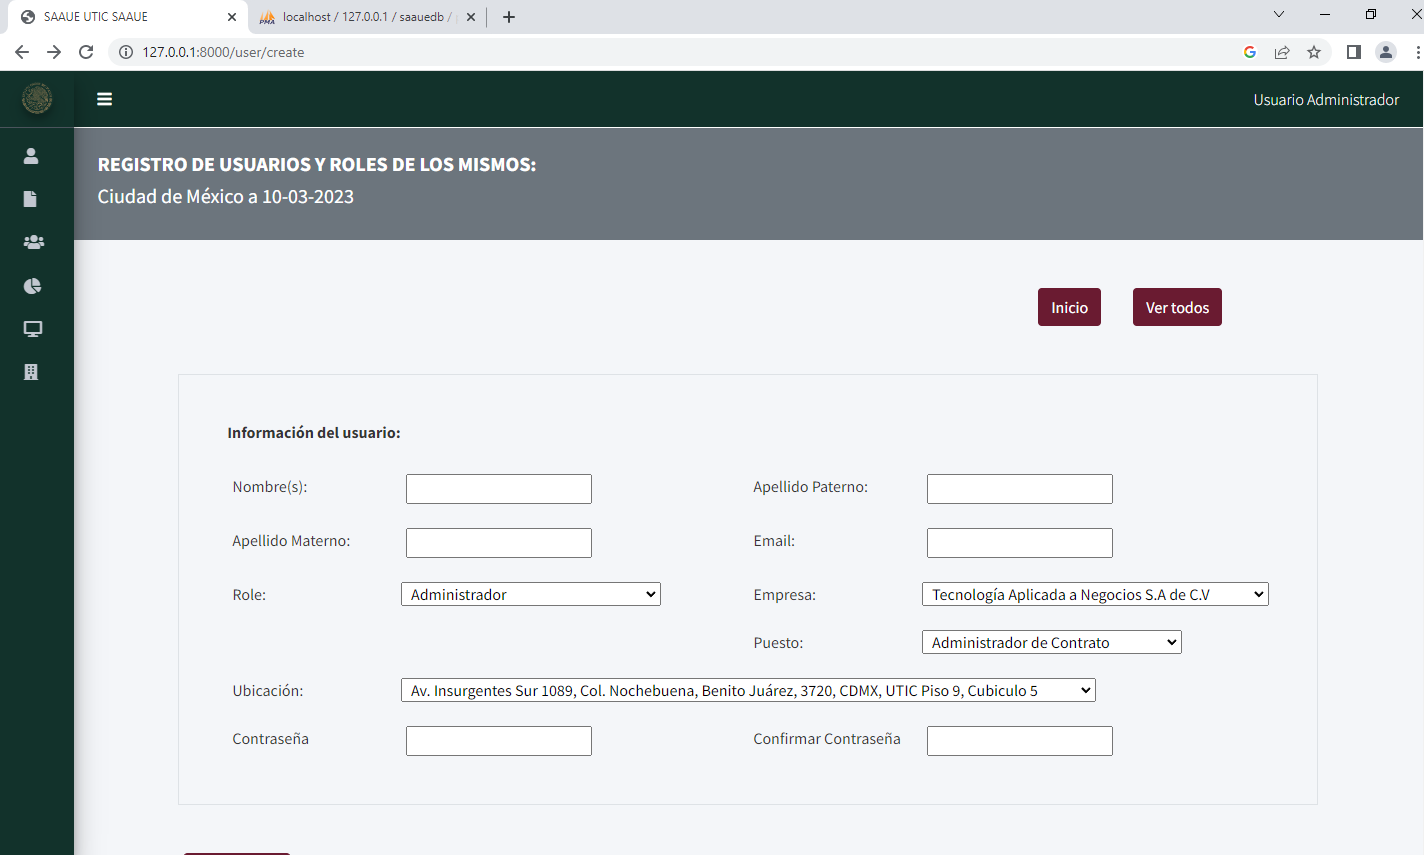 SAAUE UTIC SAAUE
localhost / 127.0.0.1 / saauedb /
127.0.0.1:8000/user/create
Usuario Administrador
REGISTRO DE USUARIOS Y ROLES DE LOS MISMOS:
Ciudad de México a 10-03-2023
Inicio
Ver todos
Información del usuario:
Nombre(s):
Apellido Paterno:
Apellido Materno:
Email:
Role:
Administrador
Empresa:
Tecnología Aplicada a Negocios S.A de C.V
Puesto:
Administrador de Contrato
Ubicación:
Av. Insurgentes Sur 1089, Col. Nochebuena, Benito Juárez, 3720, CDMX, UTIC Piso 9, Cubiculo 5
Contraseña
Confirmar Contraseña